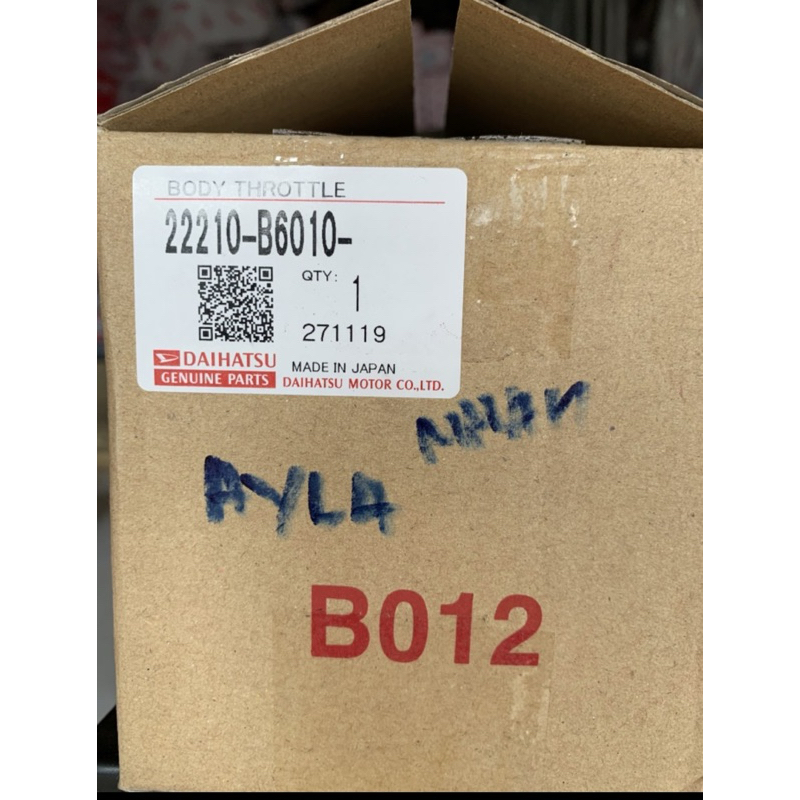 BODY THROTTLE
22210-B6010-
QTY: 1
271119
DAIHATSU
GENUINE PARTS
MADE IN JAPAN
DAIHATSU MOTOR CO.,LTD.
AYLA
B012